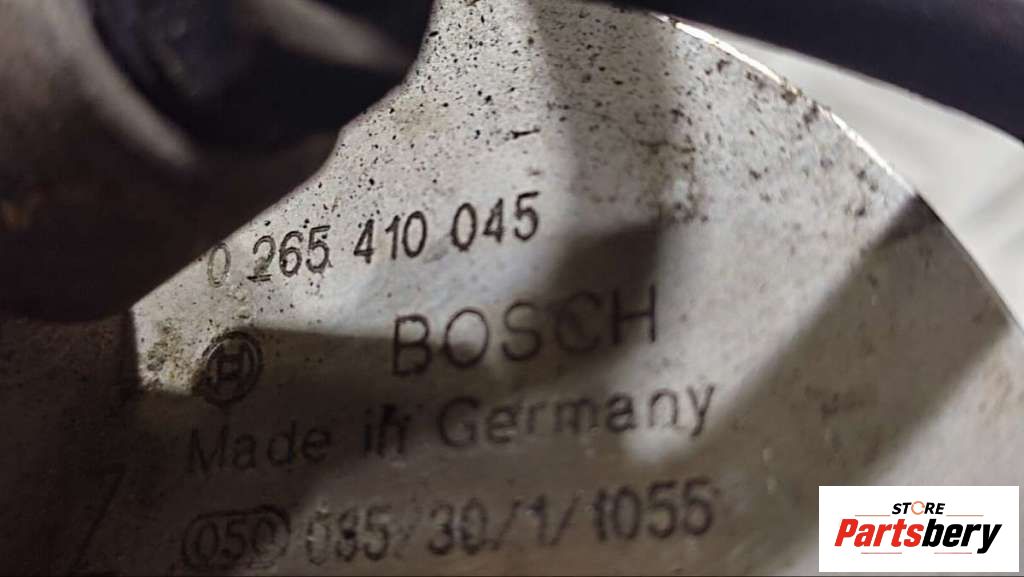 0 265 410 045
BOSCH
Made in Germany
050 085/30/1/1055
STORE
Partsbery